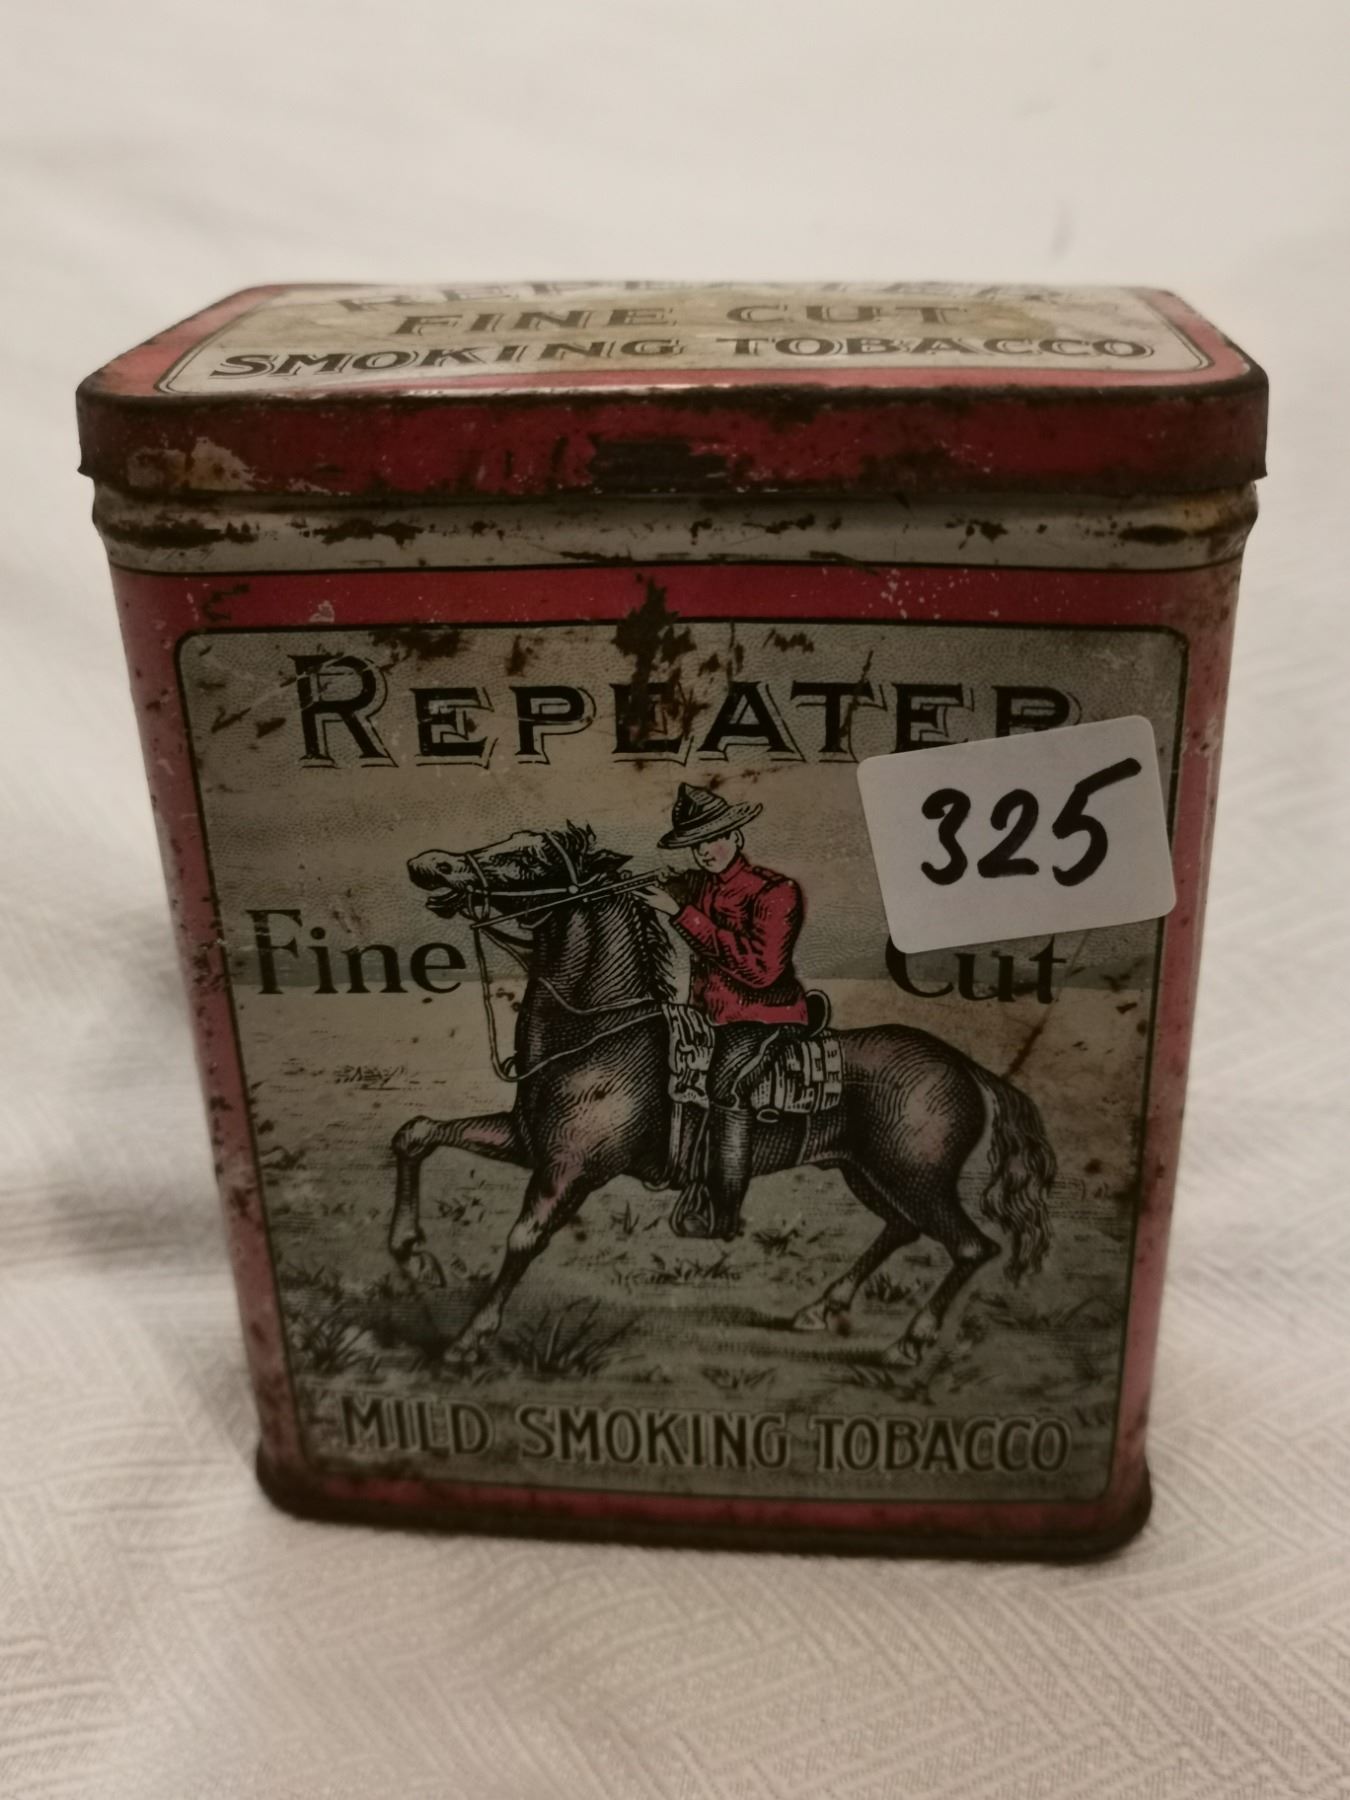 REPEATER
FINE CUT
SMOKING TOBACCO
REPEATER
325
Fine Cut
MILD SMOKING TOBACCO